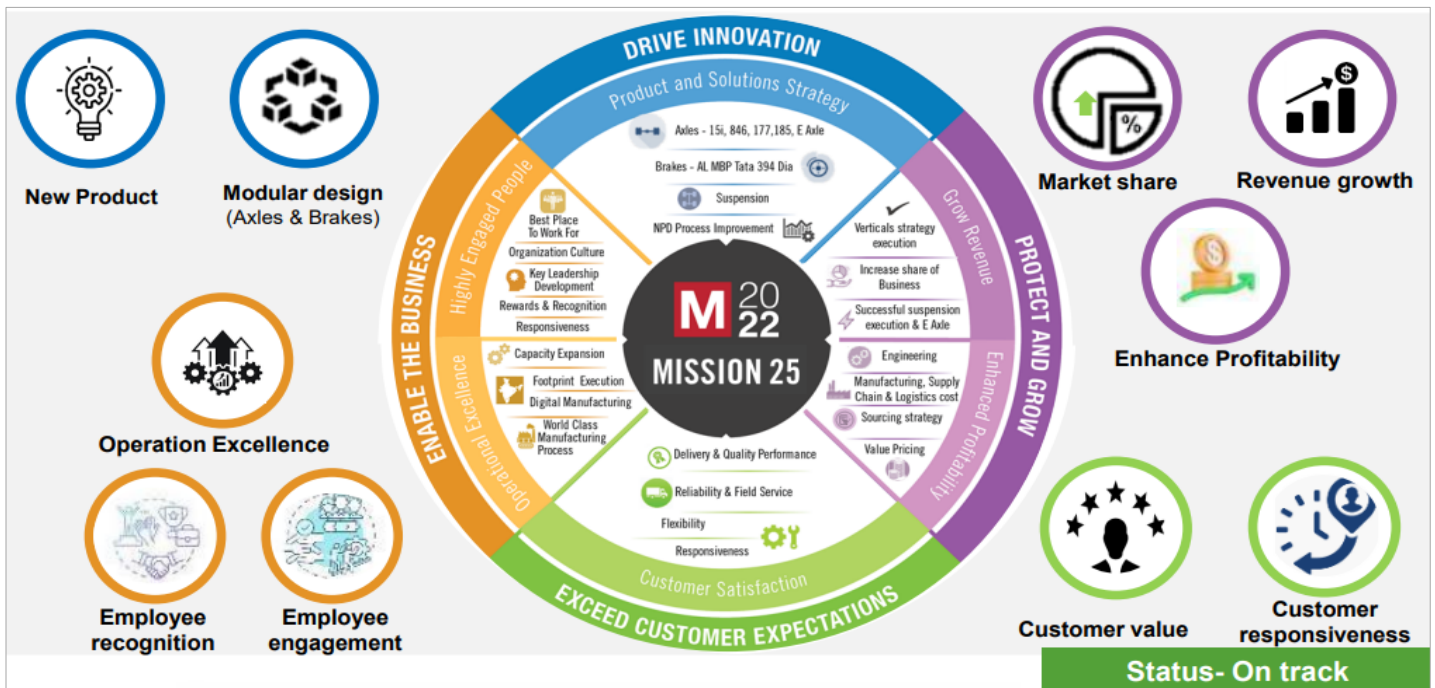 DRIVE INNOVATION
Product and Solutions Strategy
Axles - 15i, 846, 177,185, E Axle
Brakes - AL MBP Tata 394 Dia
Suspension
NPD Process Improvement
New Product
Modular design
(Axles & Brakes)
Market share
%
$
Revenue growth
$
Enhance Profitability
ENABLE THE BUSINESS
Highly Engaged People
Best Place
To Work For
Organization Culture
Key Leadership
Development
Rewards & Recognition
Responsiveness
Operational Excellence
Capacity Expansion
Footprint Execution
Digital Manufacturing
World Class
Manufacturing
Process
M 20
22
MISSION 25
PROTECT AND GROW
Grow Revenue
Verticals strategy
execution
Increase share of
Business
Successful suspension
execution & E Axle
Enhanced Profitability
Engineering
Manufacturing, Supply
Chain & Logistics cost
Sourcing strategy
Value Pricing
Delivery & Quality Performance
Reliability & Field Service
Flexibility
Responsiveness
Customer Satisfaction
EXCEED CUSTOMER EXPECTATIONS
Operation Excellence
Employee
recognition
Employee
engagement
Customer value
Customer
responsiveness
Status- On track